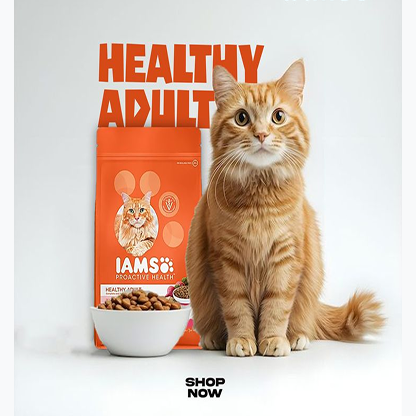 HEALTHY
ADULT
IAMS
PROACTIVE HEALTH
HEALTHY ADULT
SHOP
NOW